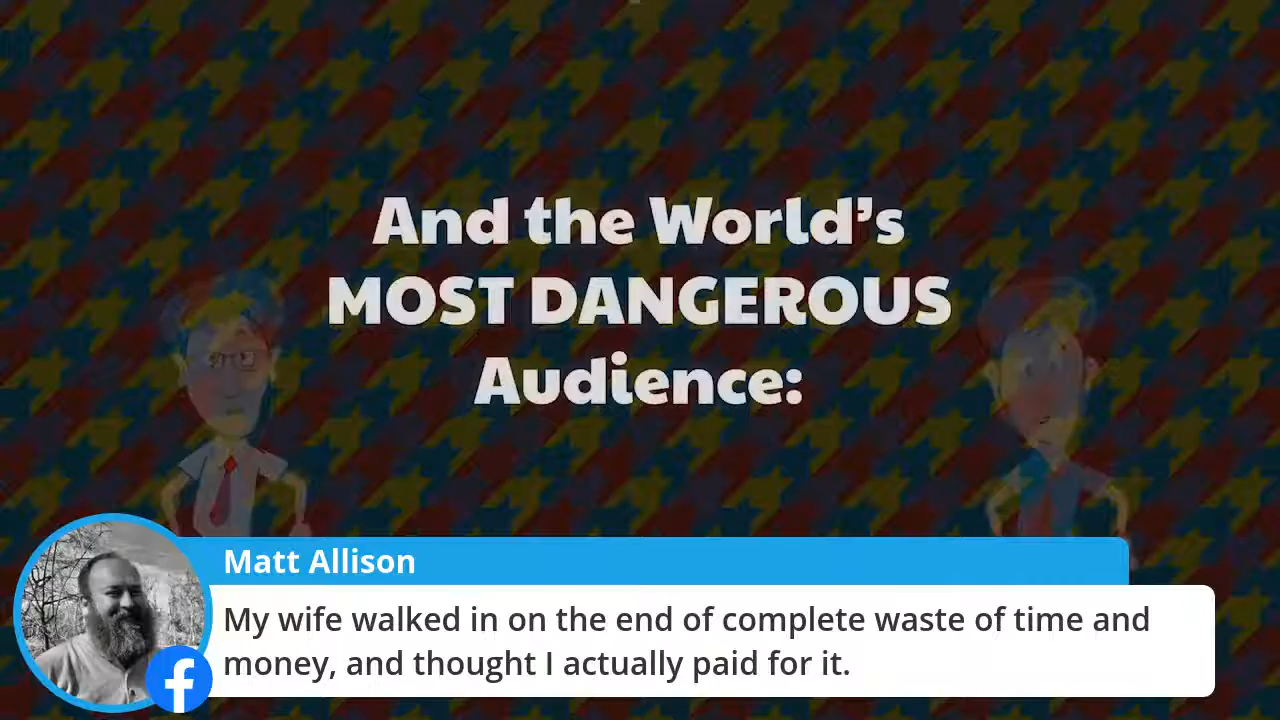 And the World’s
MOST DANGEROUS
Audience:
Matt Allison
My wife walked in on the end of complete waste of time and
money, and thought I actually paid for it.